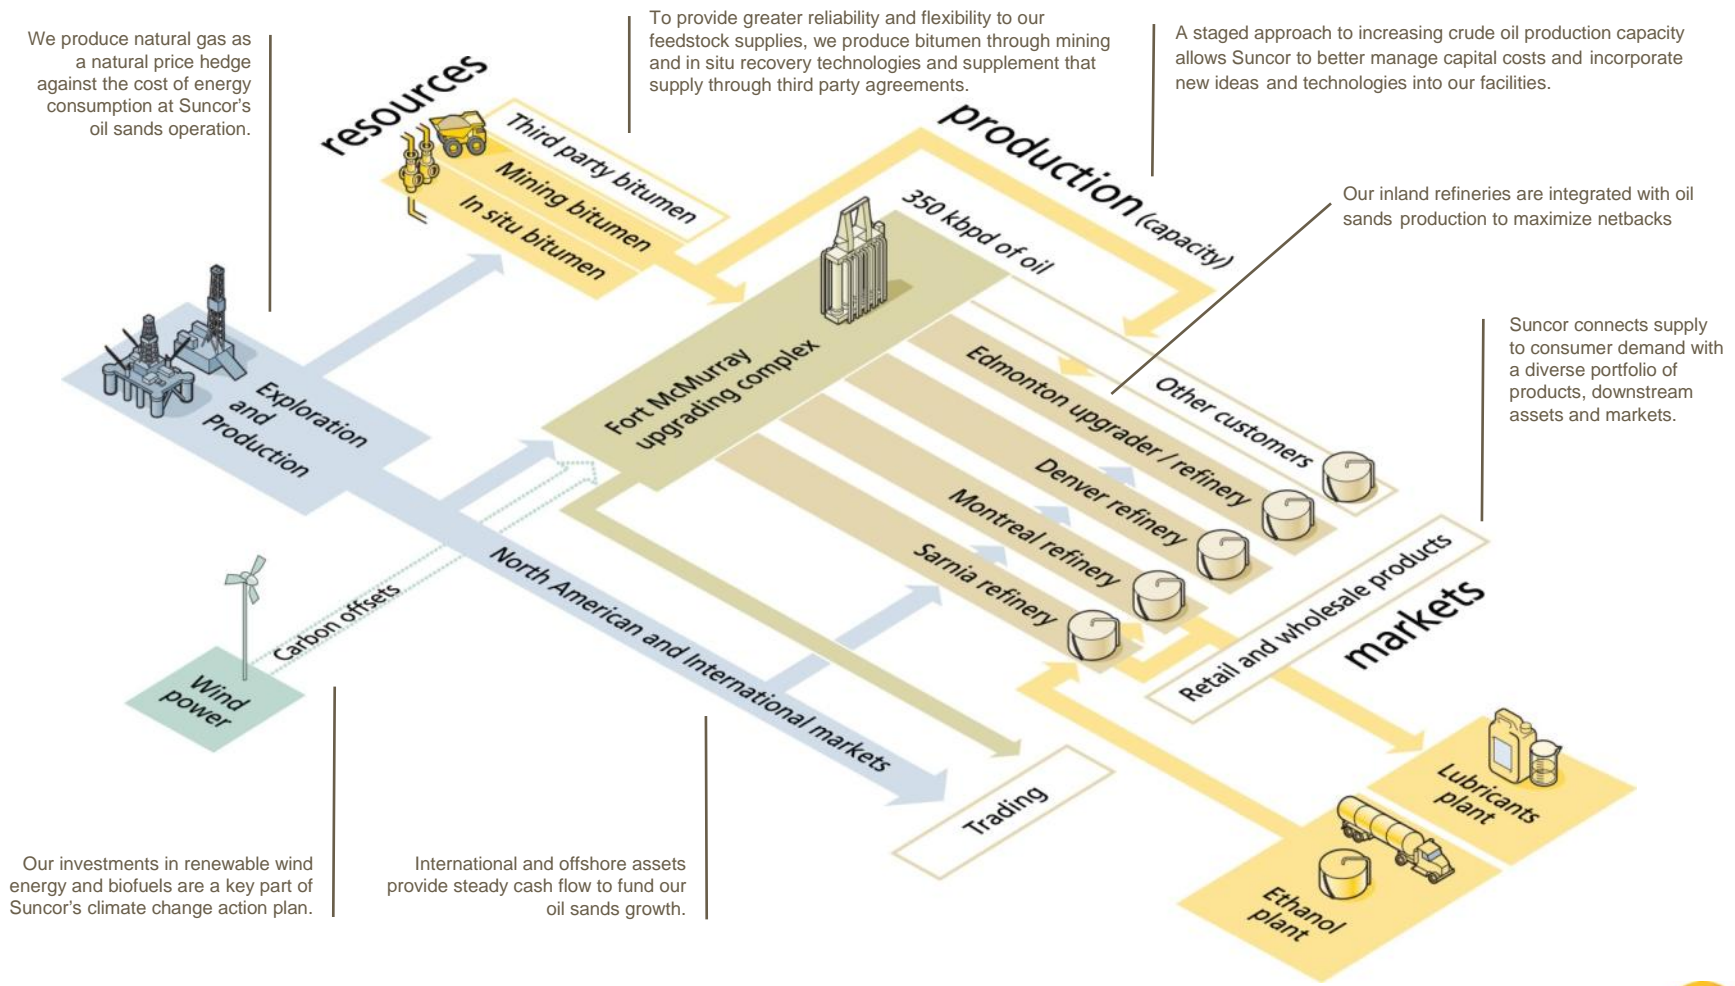 We produce natural gas as
a natural price hedge
against the cost of energy
consumption at Suncor's
oil sands operation.
To provide greater reliability and flexibility to our
feedstock supplies, we produce bitumen through mining
and in situ recovery technologies and supplement that
supply through third party agreements.
A staged approach to increasing crude oil production capacity
allows Suncor to better manage capital costs and incorporate
new ideas and technologies into our facilities.
resources
Third party bitumen
Mining bitumen
In situ bitumen
production (capacity)
350 kbpd of oil
Our inland refineries are integrated with oil
sands production to maximize netbacks
Suncor connects supply
to consumer demand with
a diverse portfolio of
products, downstream
assets and markets.
Exploration
and
Production
Fort McMurray
upgrading complex
Other customers
Edmonton upgrader / refinery
Denver refinery
Montreal refinery
Sarnia refinery
North American and International markets
Carbon offsets
Wind
power
Retail and wholesale products
markets
Trading
Lubricants
plant
Ethanol
plant
Our investments in renewable wind
energy and biofuels are a key part of
Suncor's climate change action plan.
International and offshore assets
provide steady cash flow to fund our
oil sands growth.